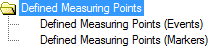 Defined Measuring Points
Defined Measuring Points (Events)
Defined Measuring Points (Markers)